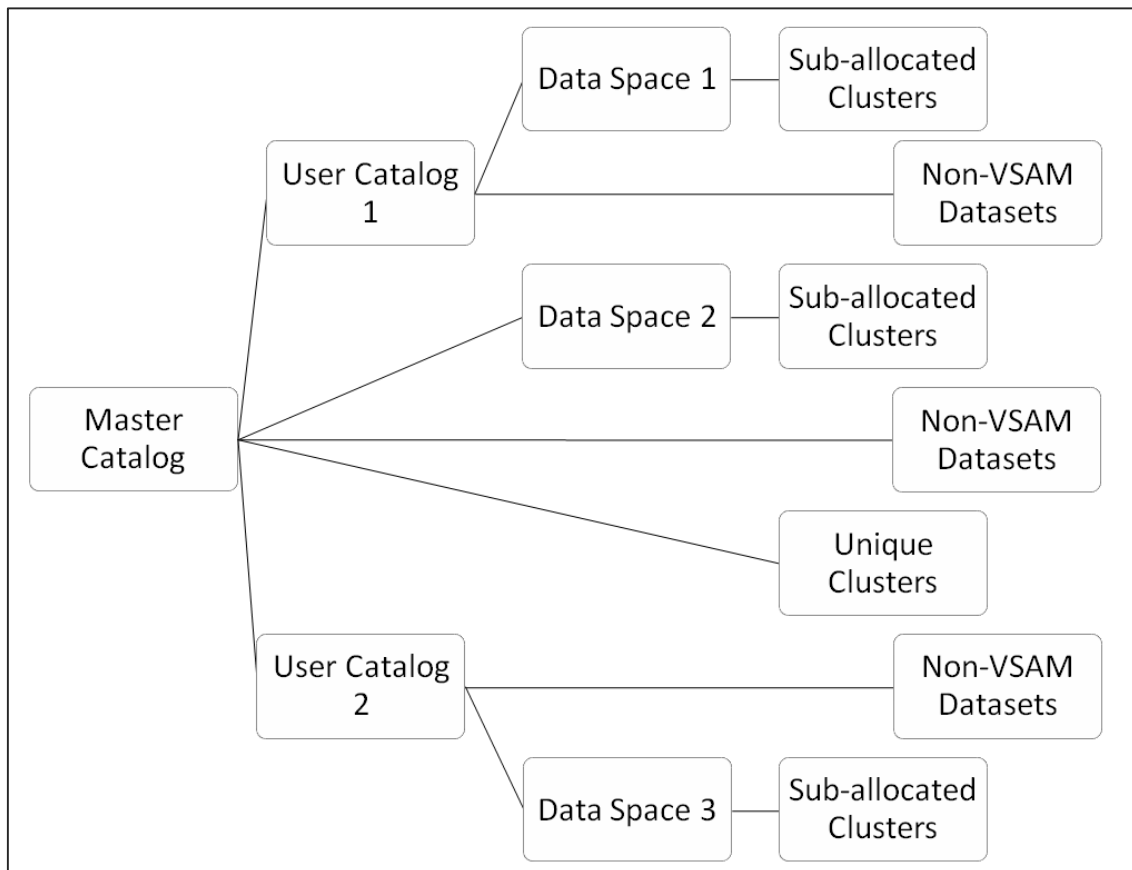 Data Space 1
Sub-allocated
Clusters
User Catalog
1
Non-VSAM
Datasets
Data Space 2
Sub-allocated
Clusters
Master
Catalog
Non-VSAM
Datasets
Unique
Clusters
User Catalog
2
Non-VSAM
Datasets
Data Space 3
Sub-allocated
Clusters